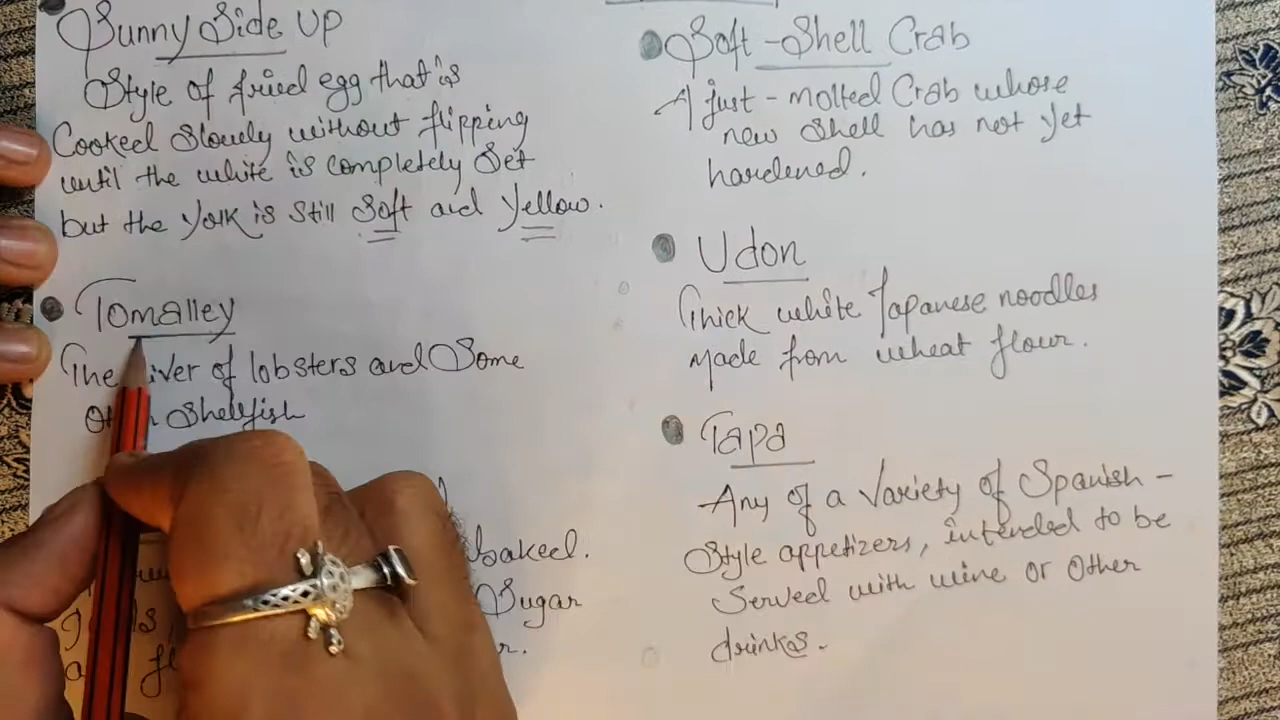 Sunny Side UP
Style of fried egg that is
Cooked slowly without flipping
until the white is completely set
but the yolk is still soft and yellow.
Tomalley
The liver of lobsters and some
shellfish
baked.
Sugar
Soft-Shell Crab
A just-molted Crab whose
new shell has not yet
hardened.
Udon
Thick white Japanese noodles
made from wheat flour.
Tapa
Any of a variety of Spanish-
style appetizers, intended to be
served with wine or other
drinks.